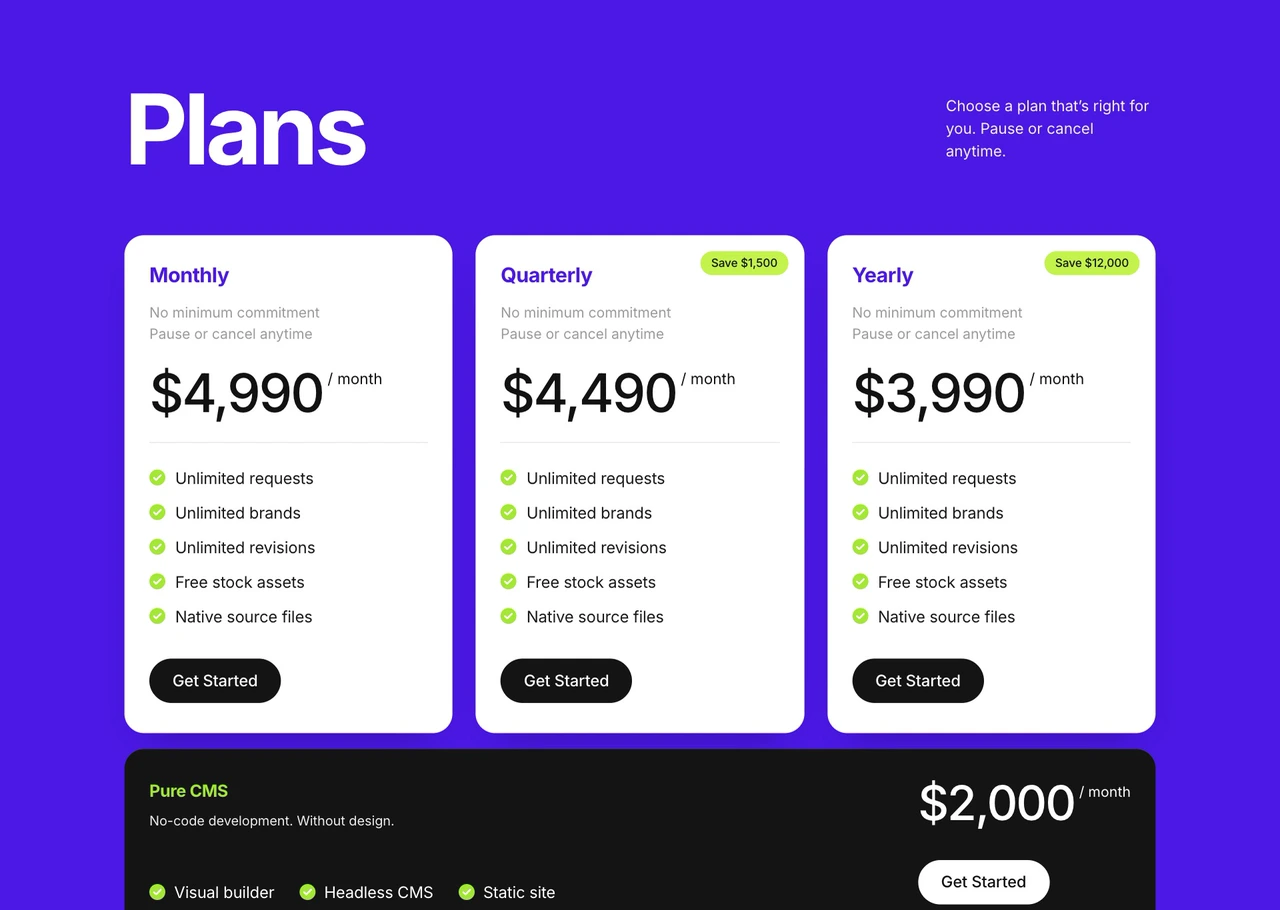 Plans
Choose a plan that’s right for
you. Pause or cancel
anytime.
Monthly
No minimum commitment
Pause or cancel anytime
$4,990 / month
Unlimited requests
Unlimited brands
Unlimited revisions
Free stock assets
Native source files
Get Started
Quarterly
Save $1,500
No minimum commitment
Pause or cancel anytime
$4,490 / month
Unlimited requests
Unlimited brands
Unlimited revisions
Free stock assets
Native source files
Get Started
Yearly
Save $12,000
No minimum commitment
Pause or cancel anytime
$3,990 / month
Unlimited requests
Unlimited brands
Unlimited revisions
Free stock assets
Native source files
Get Started
Pure CMS
No-code development. Without design.
$2,000 / month
Visual builder
Headless CMS
Static site
Get Started